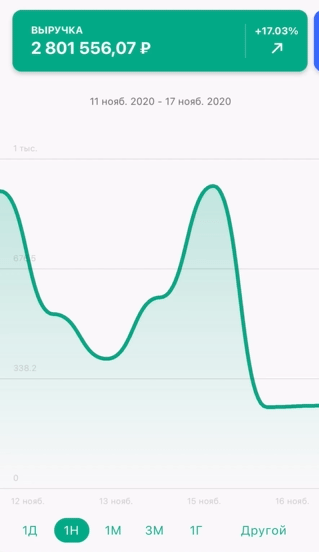 ВЫРУЧКА
+17.03%
2 801 556,07 ₽
11 нояб. 2020 - 17 нояб. 2020
1 тыс.
338.2
0
12 нояб. 13 нояб. 15 нояб. 16 нояб.
1Д 1Н 1М 3М 1Г Другой